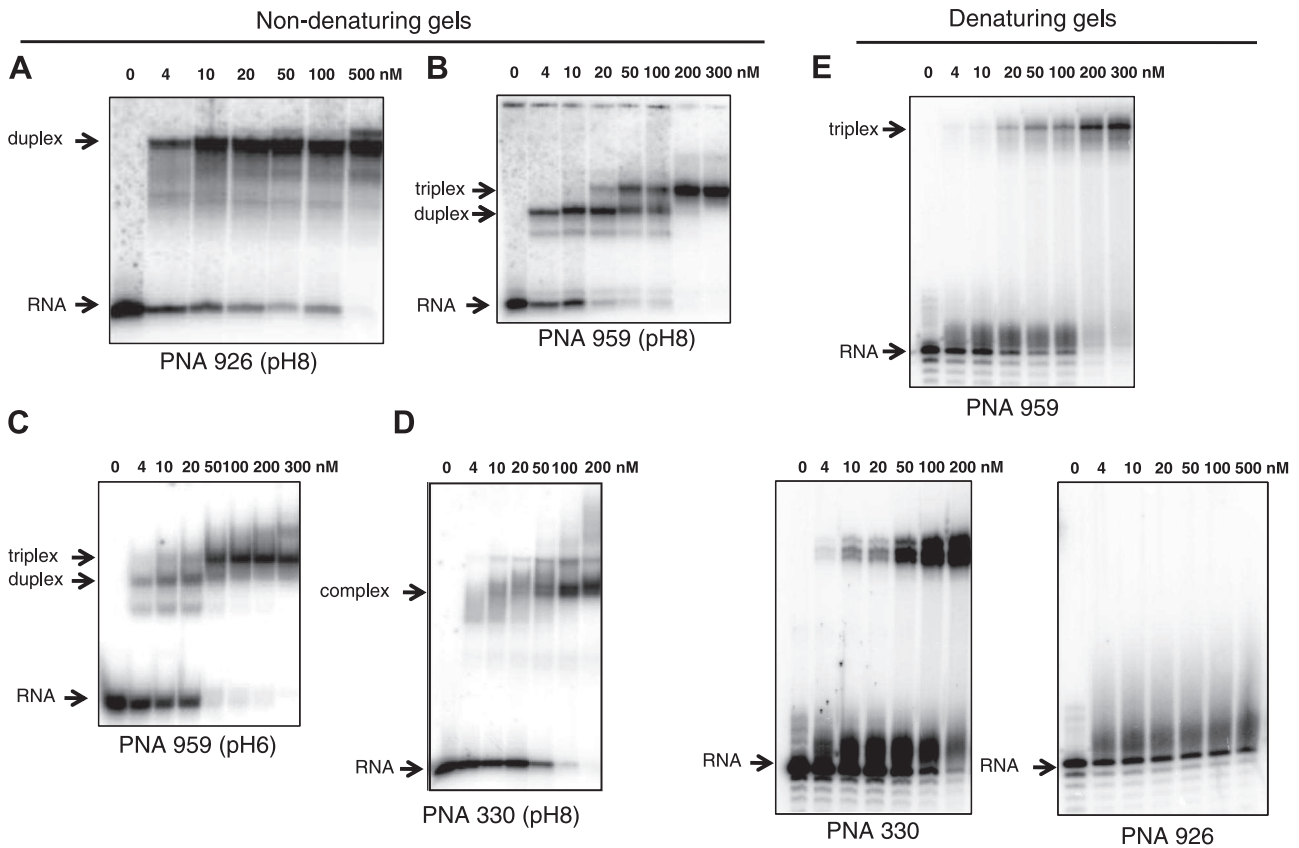 Non-denaturing gels
Denaturing gels
A
0 4 10 20 50 100 500 nM
duplex
RNA
PNA 926 (pH8)
B
0 4 10 20 50 100 200 300 nM
triplex
duplex
RNA
PNA 959 (pH8)
E
0 4 10 20 50 100 200 300 nM
triplex
RNA
PNA 959
C
0 4 10 20 50 100 200 300 nM
triplex
duplex
RNA
PNA 959 (pH6)
D
0 4 10 20 50 100 200 nM
complex
RNA
PNA 330 (pH8)
0 4 10 20 50 100 200 nM
RNA
PNA 330
0 4 10 20 50 100 500 nM
RNA
PNA 926